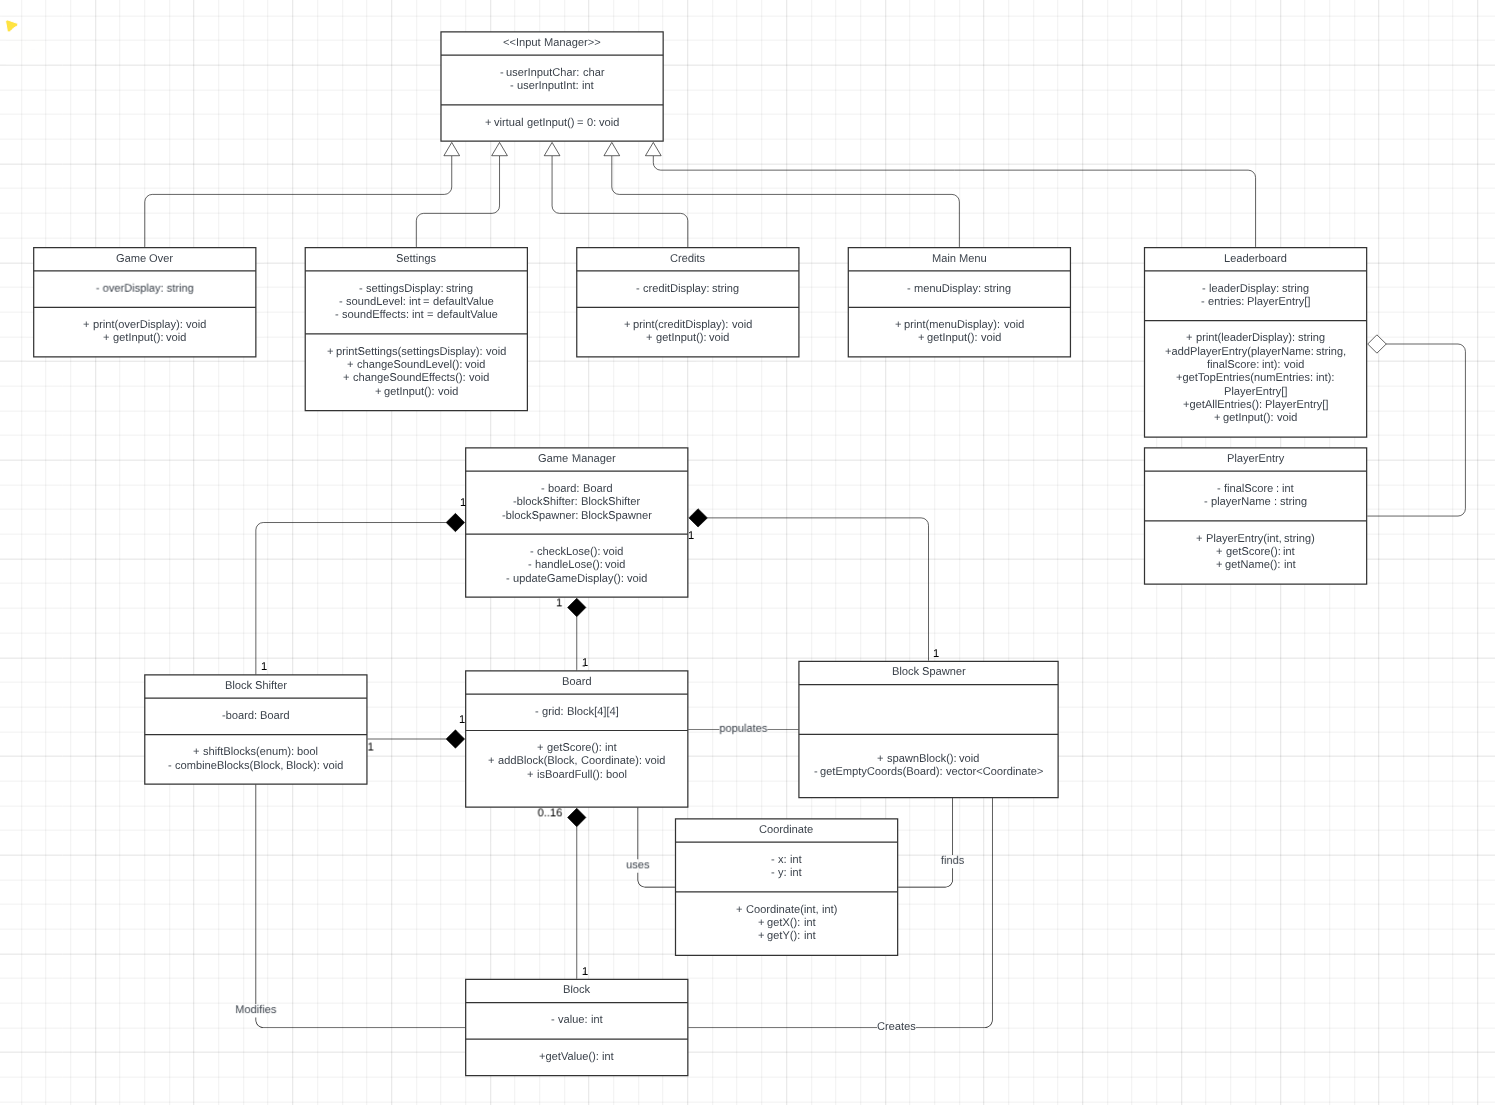 <<Input Manager>>
- userInputChar: char
- userInputInt: int
+ virtual getInput() = 0: void
Game Over
- overDisplay: string
+ print(overDisplay): void
+ getInput(): void
Settings
- settingsDisplay: string
- soundLevel: int = defaultValue
- soundEffects: int = defaultValue
+ printSettings(settingsDisplay): void
+ changeSoundLevel(): void
+ changeSoundEffects(): void
+ getInput(): void
Credits
- creditDisplay: string
+ print(creditDisplay): void
+ getInput(): void
Main Menu
- menuDisplay: string
+ print(menuDisplay): void
+ getInput(): void
Leaderboard
- leaderDisplay: string
- entries: PlayerEntry[]
+ print(leaderDisplay): string
+addPlayerEntry(playerName: string,
finalScore: int): void
+getTopEntries(numEntries: int):
PlayerEntry[]
+getAllEntries(): PlayerEntry[]
+ getInput(): void
Game Manager
- board: Board
-blockShifter: BlockShifter
-blockSpawner: BlockSpawner
- checkLose(): void
- handleLose(): void
- updateGameDisplay(): void
1
1
1
PlayerEntry
- finalScore : int
- playerName : string
+ PlayerEntry(int, string)
+ getScore(): int
+ getName(): int
1
1
1
Block Shifter
-board: Board
+ shiftBlocks(enum): bool
- combineBlocks(Block, Block): void
1
1
Board
- grid: Block[4][4]
+ getScore(): int
+ addBlock(Block, Coordinate): void
+ isBoardFull(): bool
populates
Block Spawner
+ spawnBlock(): void
- getEmptyCoords(Board): vector<Coordinate>
0..16
uses
Coordinate
- x: int
- y: int
+ Coordinate(int, int)
+ getX(): int
+ getY(): int
finds
1
Modifies
Block
- value: int
+getValue(): int
Creates